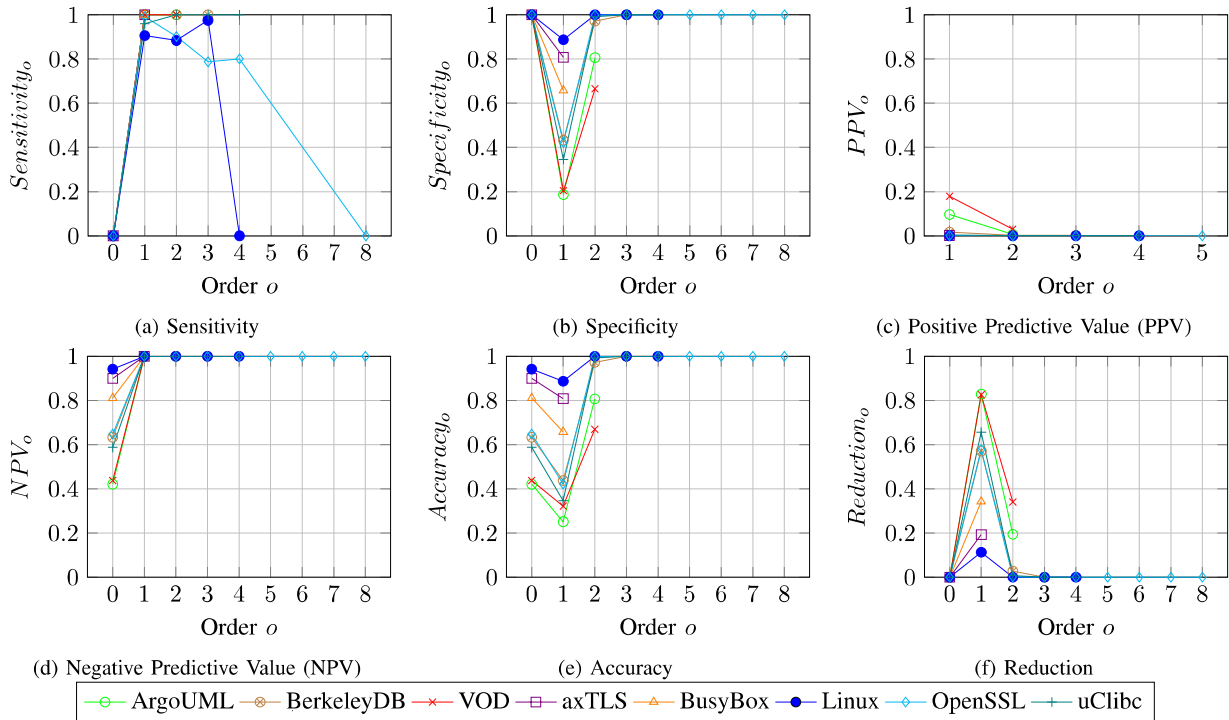 1
0.8
0.6
0.4
0.2
0
Sensitivity_o
0 1 2 3 4 5 6 7 8
Order o
(a) Sensitivity
1
0.8
0.6
0.4
0.2
0
Specificity_o
0 1 2 3 4 5 6 7 8
Order o
(b) Specificity
1
0.8
0.6
0.4
0.2
0
PPV_o
1 2 3 4 5
Order o
(c) Positive Predictive Value (PPV)
1
0.8
0.6
0.4
0.2
0
NPV_o
0 1 2 3 4 5 6 7 8
Order o
(d) Negative Predictive Value (NPV)
1
0.8
0.6
0.4
0.2
0
Accuracy_o
0 1 2 3 4 5 6 7 8
Order o
(e) Accuracy
1
0.8
0.6
0.4
0.2
0
Reduction_o
0 1 2 3 4 5 6 7 8
Order o
(f) Reduction
ArgoUML BerkeleyDB VOD axTLS BusyBox Linux OpenSSL uClibc